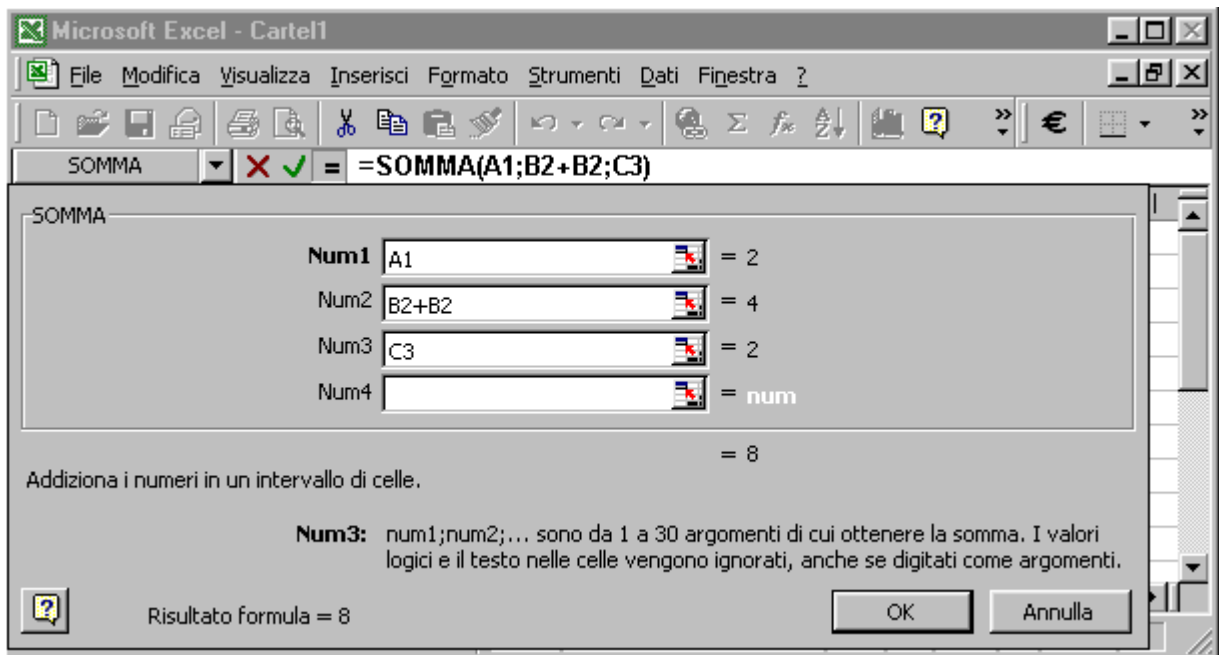 Microsoft Excel - Cartel1
File Modifica Visualizza Inserisci Formato Strumenti Dati Finestra ?
SOMMA = =SOMMA(A1;B2+B2;C3)
SOMMA
Num1 A1 = 2
Num2 B2+B2 = 4
Num3 C3 = 2
Num4 = num
= 8
Addiziona i numeri in un intervallo di celle.
Num3: num1;num2;... sono da 1 a 30 argomenti di cui ottenere la somma. I valori
logici e il testo nelle celle vengono ignorati, anche se digitati come argomenti.
Risultato formula = 8
OK Annulla